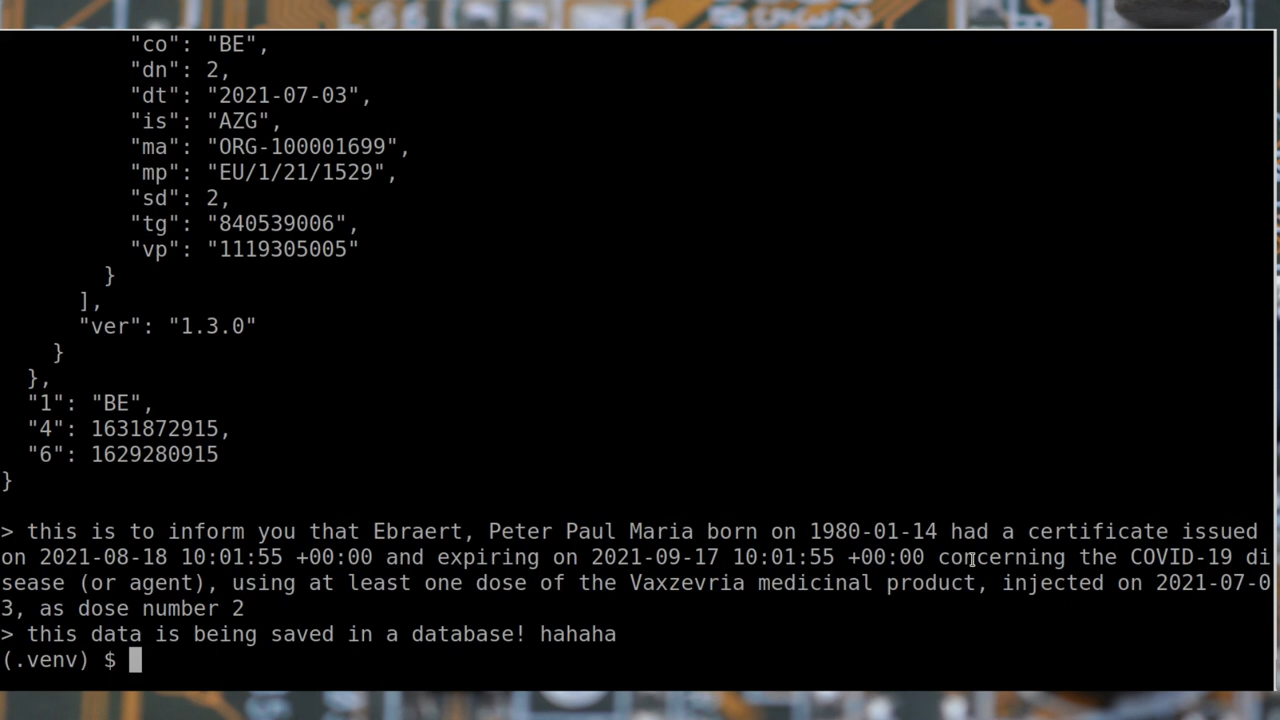 "co": "BE",
"dn": 2,
"dt": "2021-07-03",
"is": "AZG",
"ma": "ORG-100001699",
"mp": "EU/1/21/1529",
"sd": 2,
"tg": "840539006",
"vp": "1119305005"
}
],
"ver": "1.3.0"
}
},
"1": "BE",
"4": 1631872915,
"6": 1629280915
}
> this is to inform you that Ebraert, Peter Paul Maria born on 1980-01-14 had a certificate issued
on 2021-08-18 10:01:55 +00:00 and expiring on 2021-09-17 10:01:55 +00:00 concerning the COVID-19 di
sease (or agent), using at least one dose of the Vaxzevria medicinal product, injected on 2021-07-0
3, as dose number 2
> this data is being saved in a database! hahaha
(.venv) $